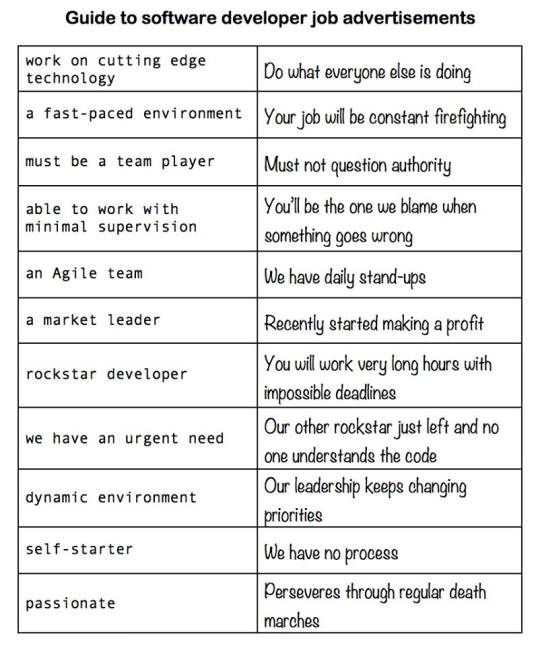 Guide to software developer job advertisements
work on cutting edge
technology
Do what everyone else is doing
a fast-paced environment
Your job will be constant firefighting
must be a team player
Must not question authority
able to work with
minimal supervision
You'll be the one we blame when
something goes wrong
an Agile team
We have daily stand-ups
a market leader
Recently started making a profit
rockstar developer
You will work very long hours with
impossible deadlines
we have an urgent need
Our other rockstar just left and no
one understands the code
dynamic environment
Our leadership keeps changing
priorities
self-starter
We have no process
passionate
Perseveres through regular death
marches